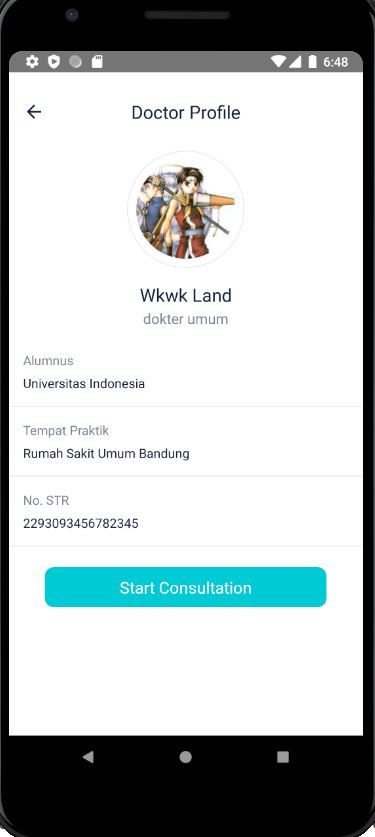 6:48
Doctor Profile
Wkwk Land
dokter umum
Alumnus
Universitas Indonesia
Tempat Praktik
Rumah Sakit Umum Bandung
No. STR
2293093456782345
Start Consultation